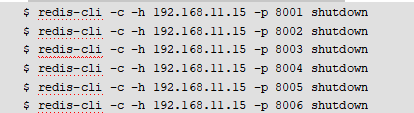 $ redis-cli -c -h 192.168.11.15 -p 8001 shutdown
$ redis-cli -c -h 192.168.11.15 -p 8002 shutdown
$ redis-cli -c -h 192.168.11.15 -p 8003 shutdown
$ redis-cli -c -h 192.168.11.15 -p 8004 shutdown
$ redis-cli -c -h 192.168.11.15 -p 8005 shutdown
$ redis-cli -c -h 192.168.11.15 -p 8006 shutdown